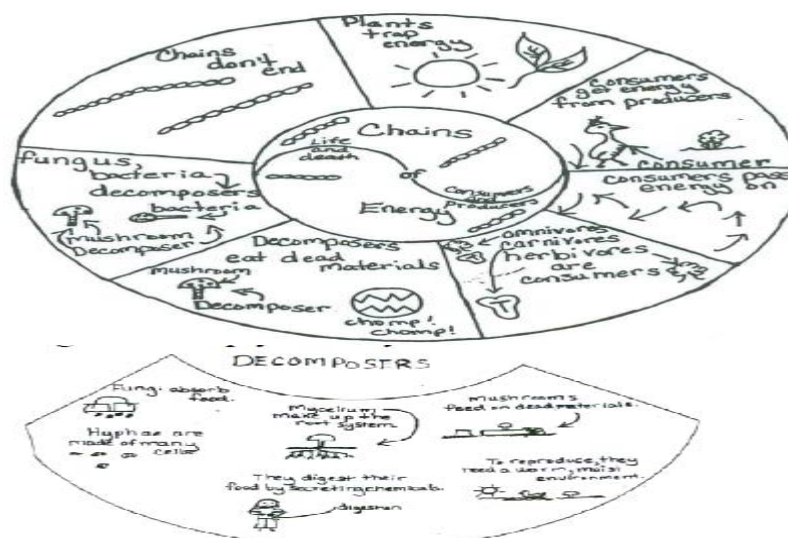 Plants
trap
energy
consumers
get energy
from producers
consumer
consumers pass
energy on
omnivores
carnivores
herbivores
are
consumers
Decomposers
eat dead
materials
Mushroom
Decomposer
chomp!
chomp!
fungus,
bacteria
decomposers
bacteria
Mushroom
Decomposer
Chains
don't
end
Chains
Life
and
death
of
Consumers
and
producers
Energy
DECOMPOSERS
Fungi absorb
food.
Hyphae are
made of many
cells
make up the
root system
They digest their
food by secreting chemicals.
digestion
Mushrooms
feed on dead materials.
To reproduce, they
need a warm, moist
environment.